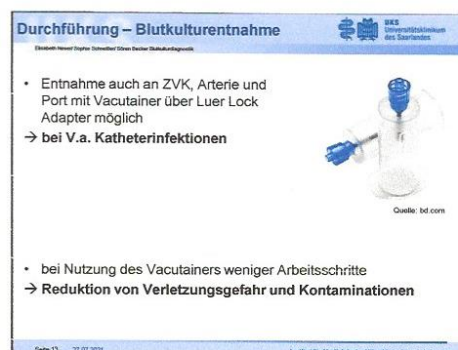 Durchführung – Blutkulturentnahme
UKS
Universitätsklinikum
des Saarlandes
• Entnahme auch an ZVK, Arterie und
Port mit Vacutainer über Luer Lock
Adapter möglich
→ bei V.a. Katheterinfektionen
Quelle: bd.com
• bei Nutzung des Vacutainers weniger Arbeitsschritte
→ Reduktion von Verletzungsgefahr und Kontaminationen